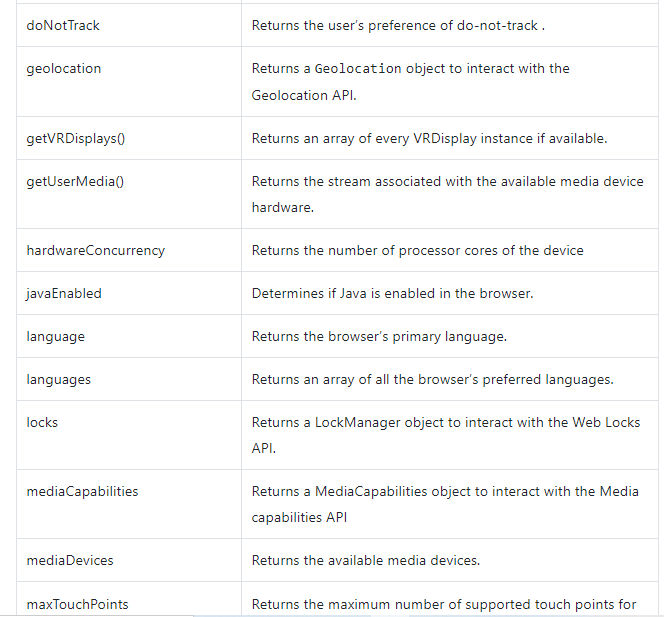 doNotTrack
Returns the user's preference of do-not-track .
geolocation
Returns a Geolocation object to interact with the
Geolocation API.
getVRDisplays()
Returns an array of every VRDisplay instance if available.
getUserMedia()
Returns the stream associated with the available media device
hardware.
hardwareConcurrency
Returns the number of processor cores of the device
javaEnabled
Determines if Java is enabled in the browser.
language
Returns the browser's primary language.
languages
Returns an array of all the browser's preferred languages.
locks
Returns a LockManager object to interact with the Web Locks
API.
mediaCapabilities
Returns a MediaCapabilities object to interact with the Media
capabilities API
mediaDevices
Returns the available media devices.
maxTouchPoints
Returns the maximum number of supported touch points for